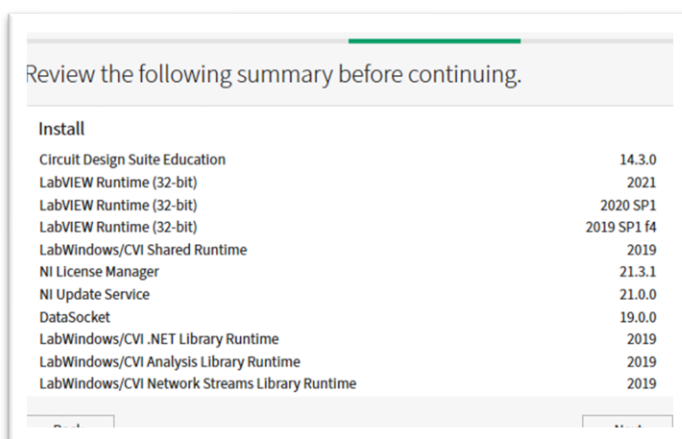 Review the following summary before continuing.
Install
Circuit Design Suite Education 14.3.0
LabVIEW Runtime (32-bit) 2021
LabVIEW Runtime (32-bit) 2020 SP1
LabVIEW Runtime (32-bit) 2019 SP1 f4
LabWindows/CVI Shared Runtime 2019
NI License Manager 21.3.1
NI Update Service 21.0.0
DataSocket 19.0.0
LabWindows/CVI .NET Library Runtime 2019
LabWindows/CVI Analysis Library Runtime 2019
LabWindows/CVI Network Streams Library Runtime 2019